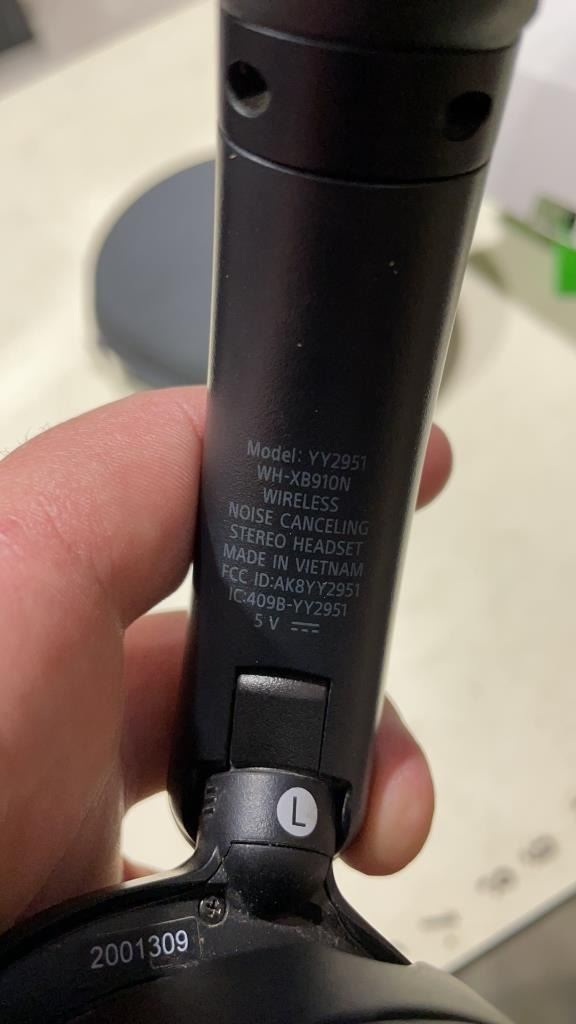 Model: YY2951
WH-XB910N
WIRELESS
NOISE CANCELING
STEREO HEADSET
MADE IN VIETNAM
FCC ID:AK8YY2951
IC:409B-YY2951
5 V ⎓
L
2001309